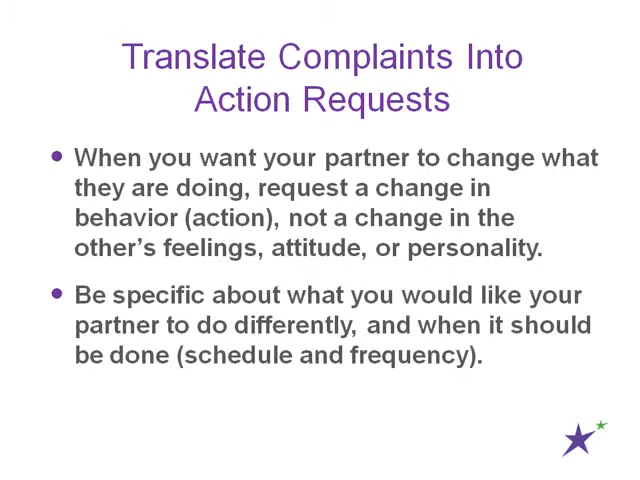 Translate Complaints Into
Action Requests
• When you want your partner to change what
they are doing, request a change in
behavior (action), not a change in the
other's feelings, attitude, or personality.
• Be specific about what you would like your
partner to do differently, and when it should
be done (schedule and frequency).